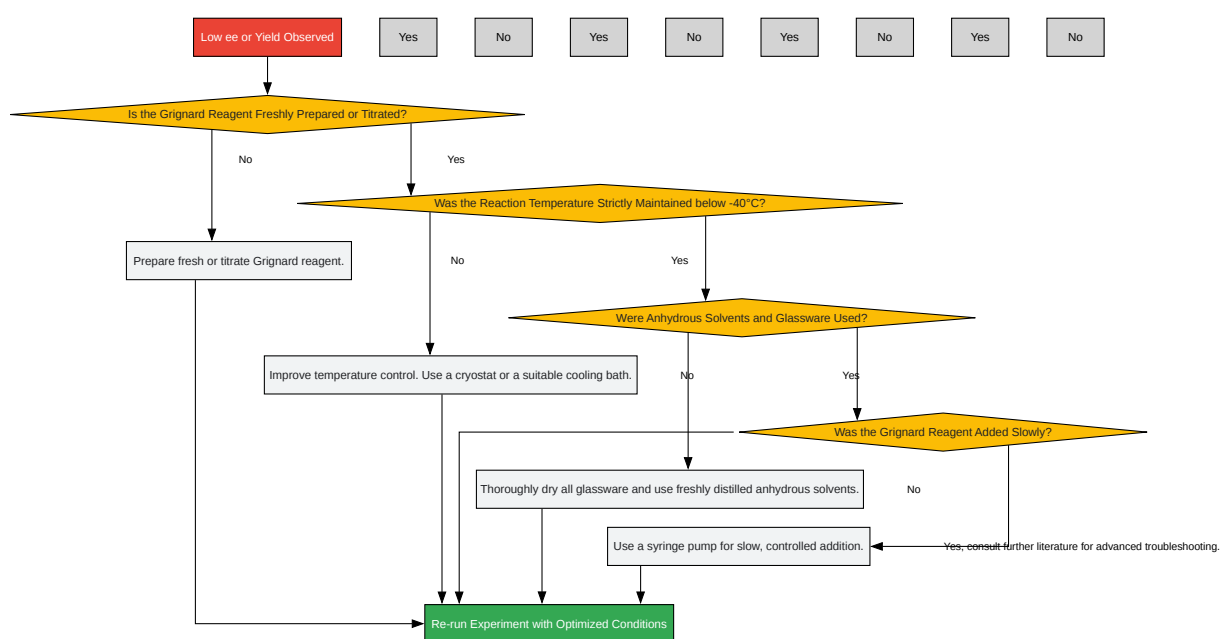 Low ee or Yield Observed
Yes
No
Yes
No
Yes
No
Yes
No
Is the Grignard Reagent Freshly Prepared or Titrated?
No
Yes
Was the Reaction Temperature Strictly Maintained below -40°C?
Prepare fresh or titrate Grignard reagent.
No
Yes
Were Anhydrous Solvents and Glassware Used?
Improve temperature control. Use a cryostat or a suitable cooling bath.
No
Yes
Was the Grignard Reagent Added Slowly?
Thoroughly dry all glassware and use freshly distilled anhydrous solvents.
No
Use a syringe pump for slow, controlled addition.
Yes, consult further literature for advanced troubleshooting.
Re-run Experiment with Optimized Conditions